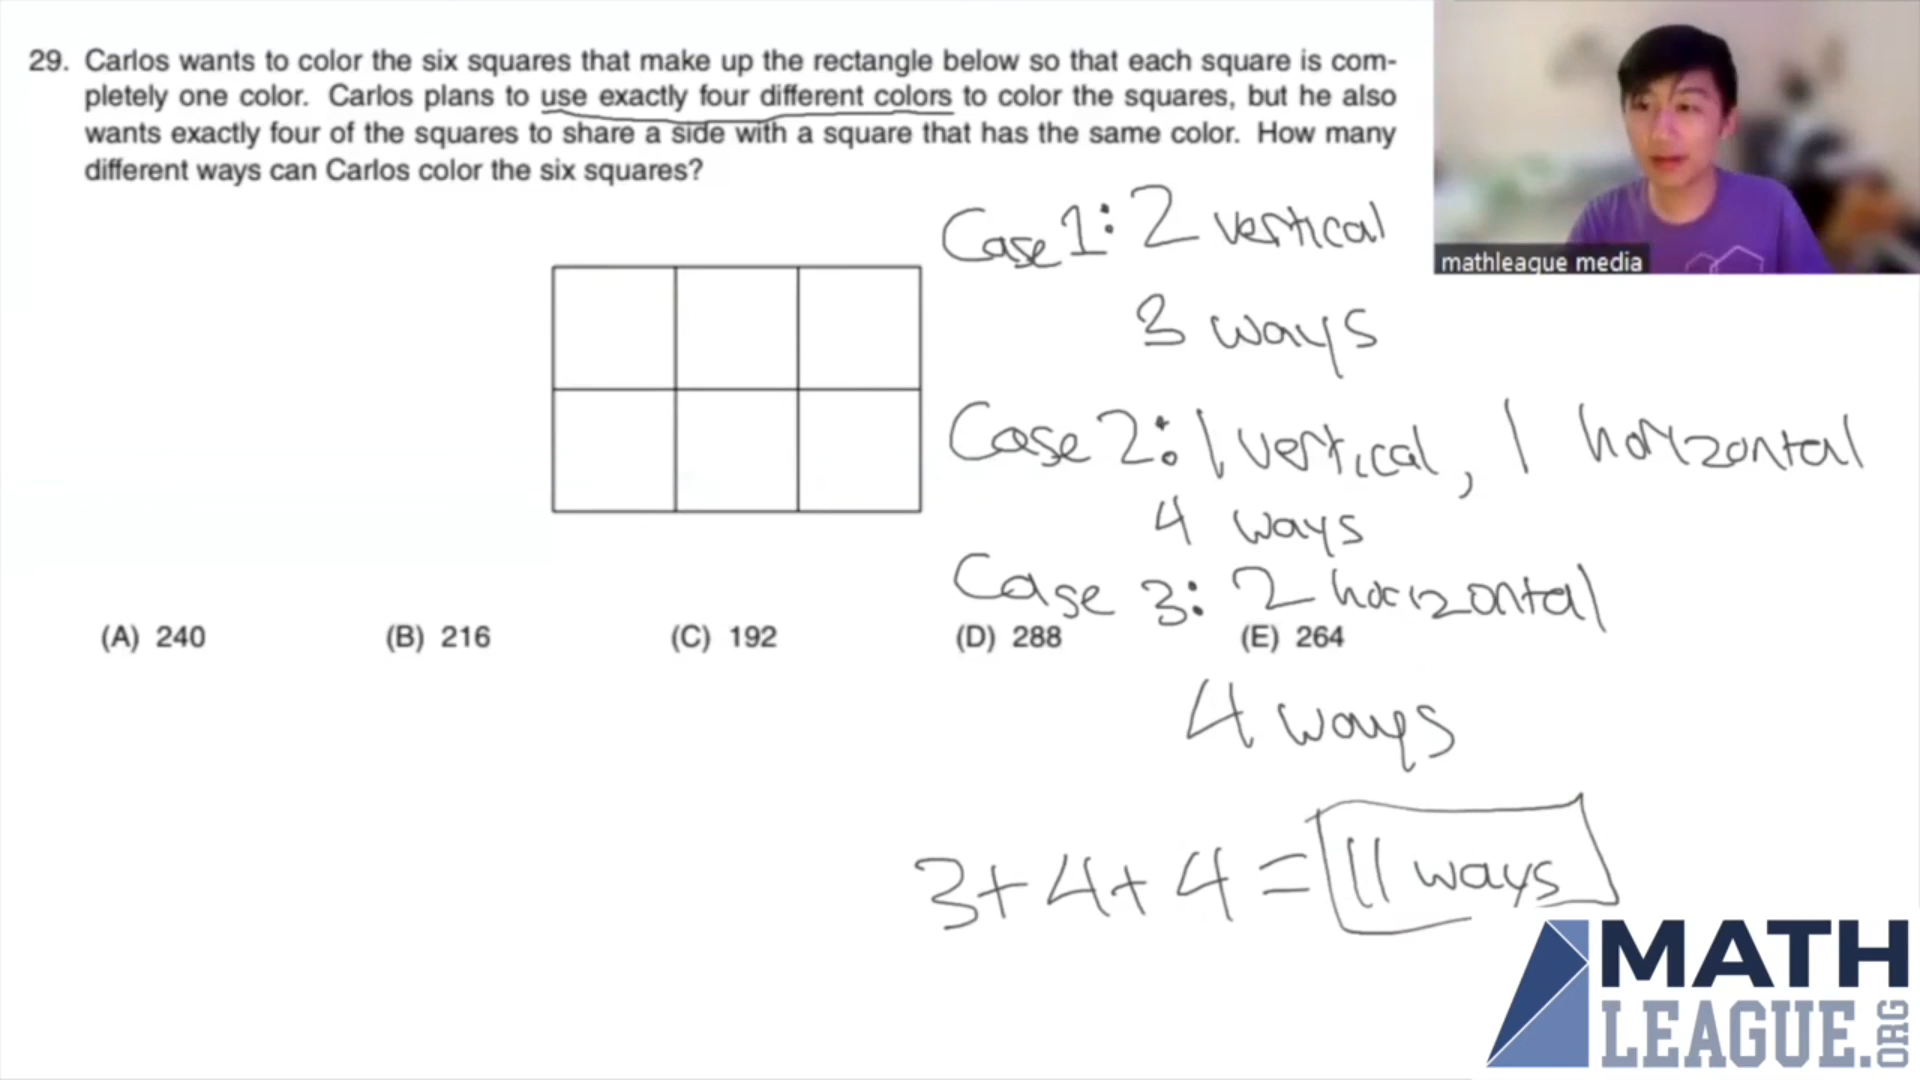 29. Carlos wants to color the six squares that make up the rectangle below so that each square is com-
pletely one color. Carlos plans to use exactly four different colors to color the squares, but he also
wants exactly four of the squares to share a side with a square that has the same color. How many
different ways can Carlos color the six squares?
mathleague media
Case 1: 2 vertical
3 ways
Case 2: 1 vertical, 1 horizontal
4 ways
Case 3: 2 horizontal
(A) 240 (B) 216 (C) 192 (D) 288 (E) 264
4 ways
3+4+4 = 11 ways
MATH
LEAGUE.ORG